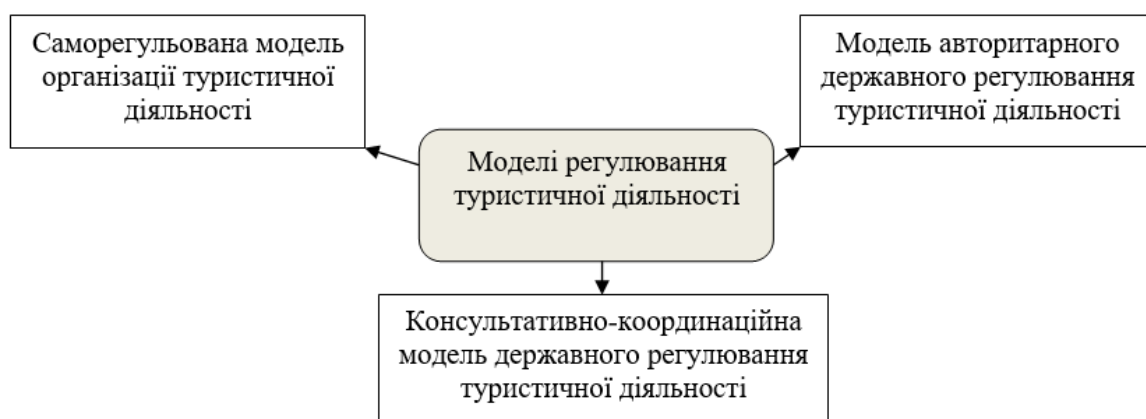 Саморегульована модель
організації туристичної
діяльності
Модель авторитарного
державного регулювання
туристичної діяльності
Моделі регулювання
туристичної діяльності
Консультативно-координаційна
модель державного регулювання
туристичної діяльності